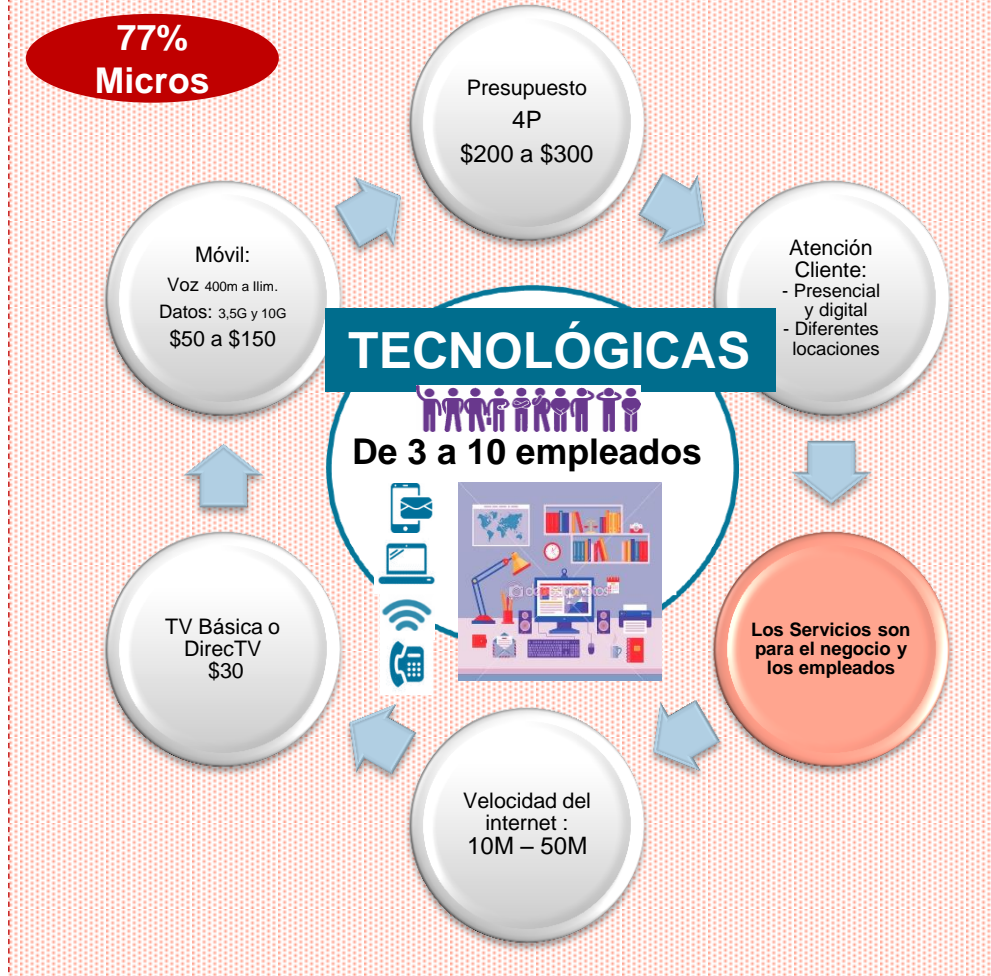 77%
Micros
Presupuesto
4P
$200 a $300
Atención
Cliente:
- Presencial
y digital
- Diferentes
locaciones
Los Servicios son
para el negocio y
los empleados
Velocidad del
internet :
10M – 50M
TV Básica o
DirecTV
$30
Móvil:
Voz 400m a Ilim.
Datos: 3,5G y 10G
$50 a $150
TECNOLÓGICAS
De 3 a 10 empleados